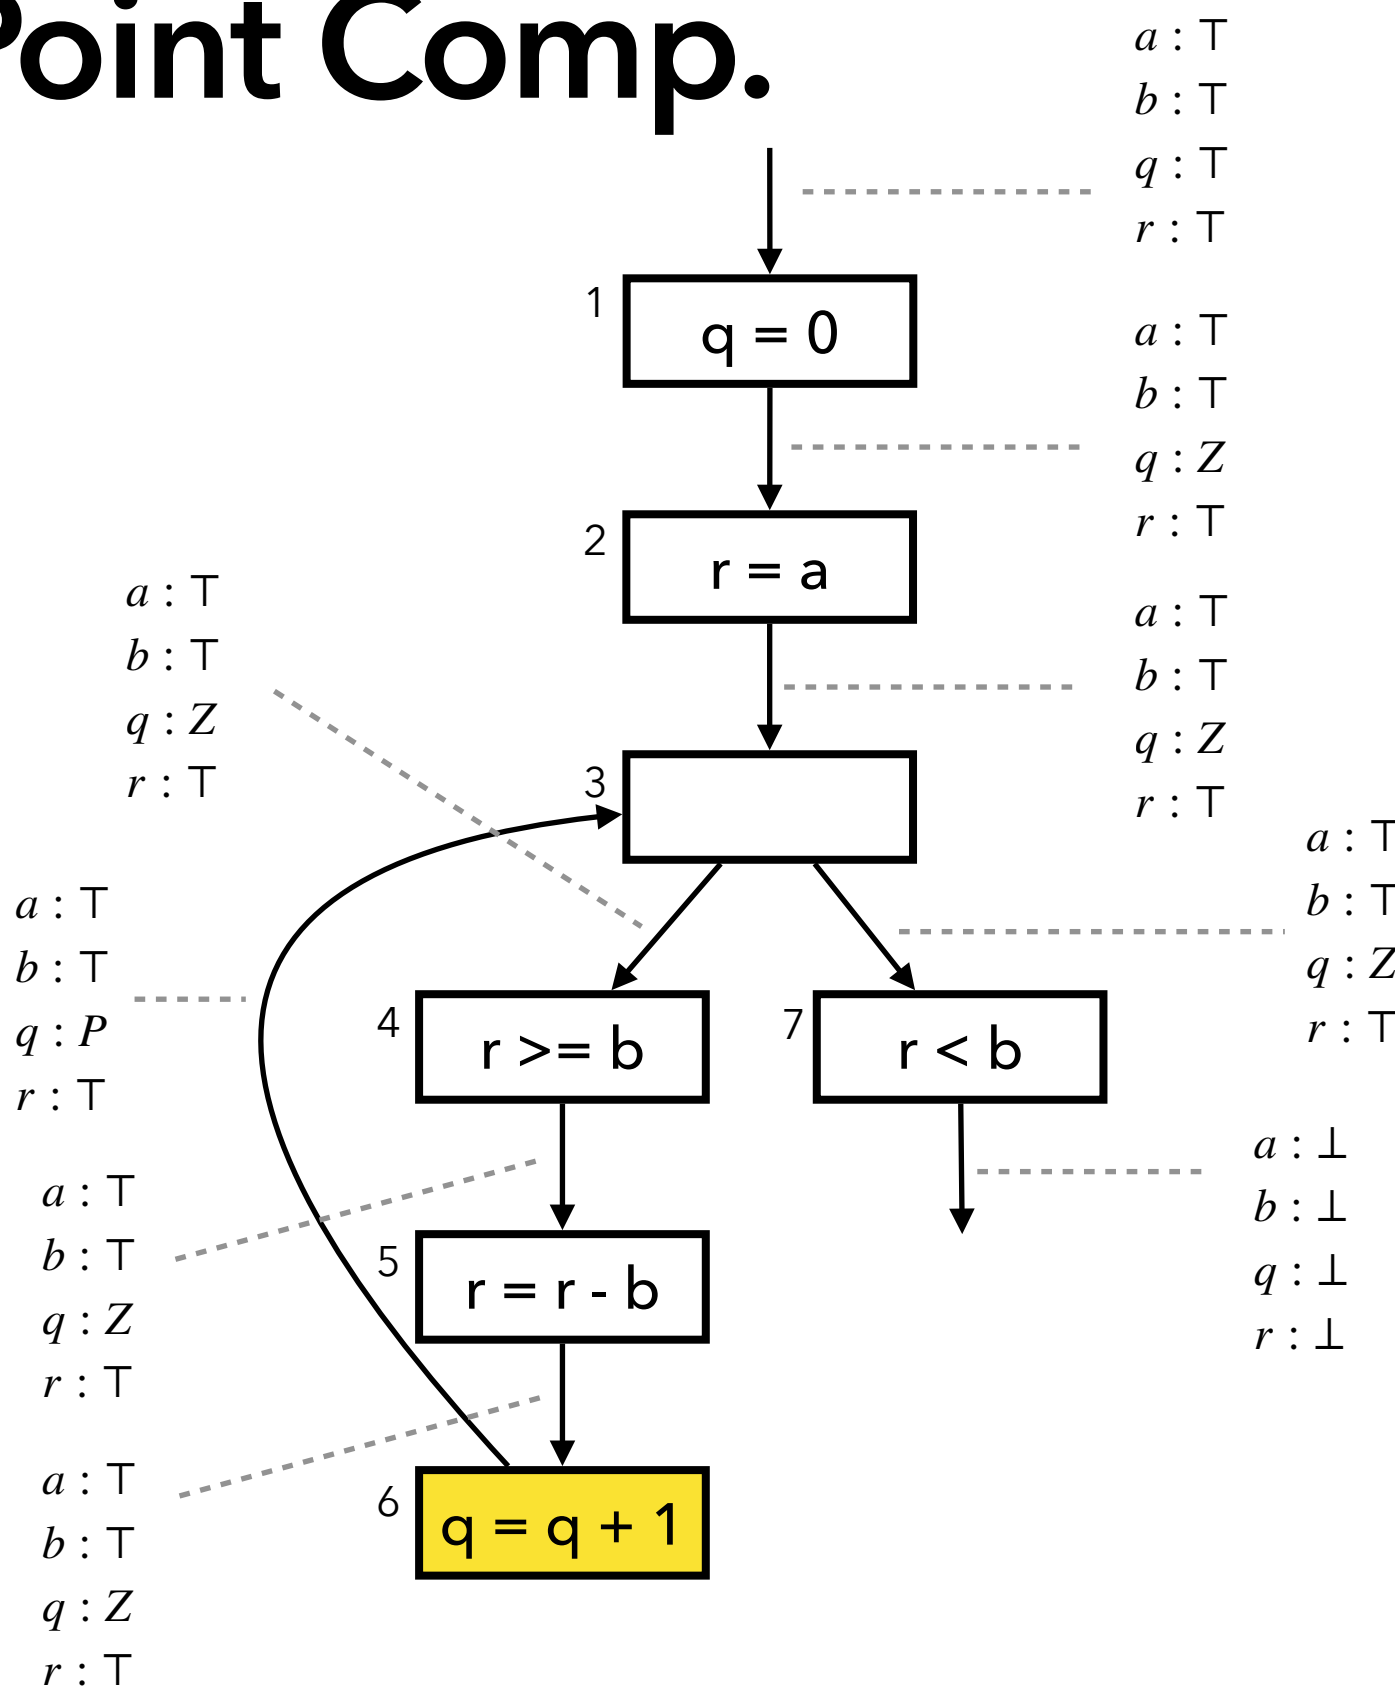 Point Comp.
a : ⊤
b : ⊤
q : ⊤
r : ⊤
1
q = 0
a : ⊤
b : ⊤
q : Z
r : ⊤
2
r = a
a : ⊤
b : ⊤
q : Z
r : ⊤
a : ⊤
b : ⊤
q : Z
r : ⊤
3
a : ⊤
b : ⊤
q : Z
r : ⊤
a : ⊤
b : ⊤
q : P
r : ⊤
4
r >= b
7
r < b
a : ⊥
b : ⊥
q : ⊥
r : ⊥
a : ⊤
b : ⊤
q : Z
r : ⊤
5
r = r - b
a : ⊤
b : ⊤
q : Z
r : ⊤
6
q = q + 1